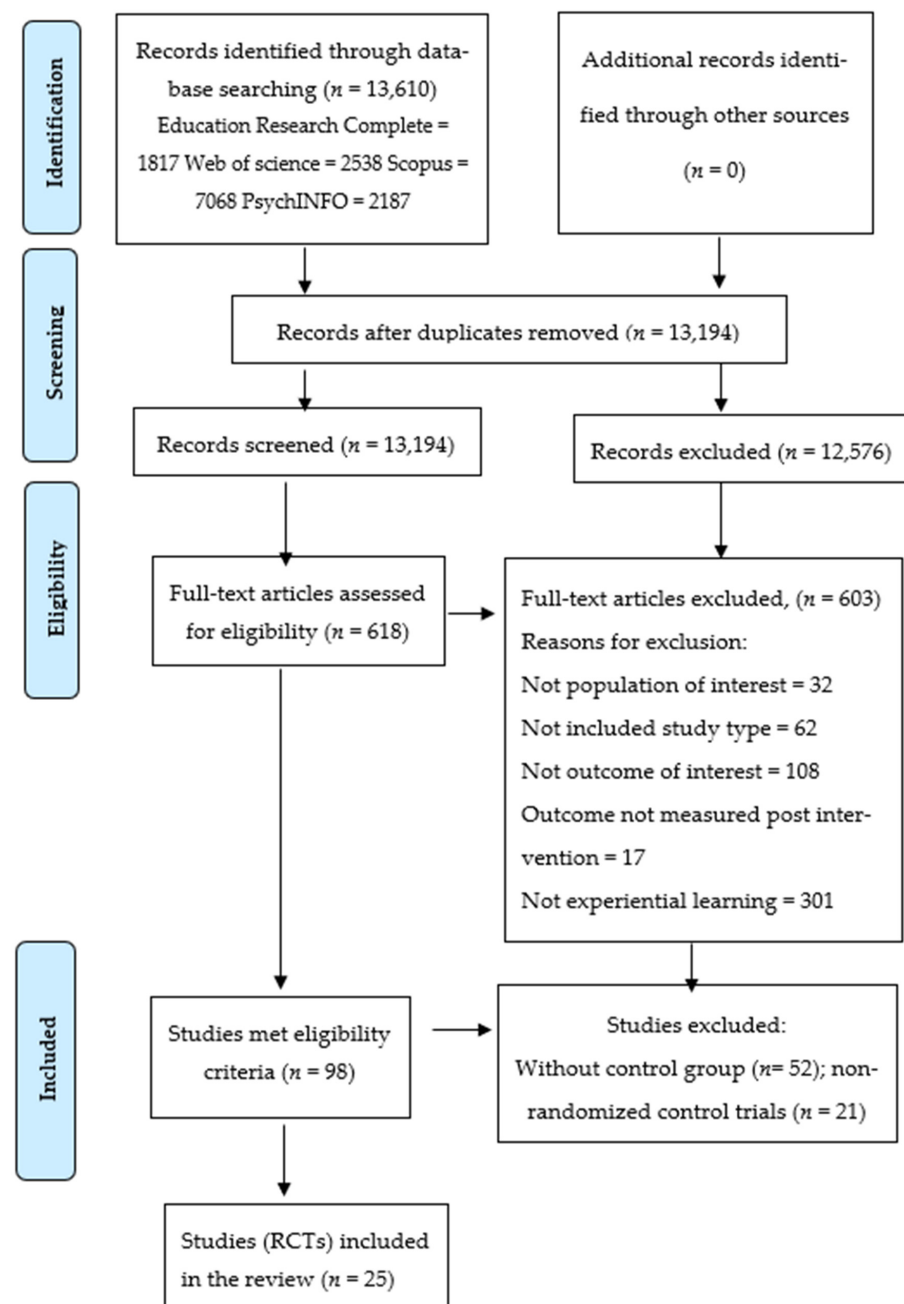 Identification
Records identified through data-
base searching (n = 13,610)
Education Research Complete =
1817 Web of science = 2538 Scopus =
7068 PsychINFO = 2187
Additional records identi-
fied through other sources
(n = 0)
Screening
Records after duplicates removed (n = 13,194)
Records screened (n = 13,194)
Records excluded (n = 12,576)
Eligibility
Full-text articles assessed
for eligibility (n = 618)
Full-text articles excluded, (n = 603)
Reasons for exclusion:
Not population of interest = 32
Not included study type = 62
Not outcome of interest = 108
Outcome not measured post inter-
vention = 17
Not experiential learning = 301
Included
Studies met eligibility
criteria (n = 98)
Studies excluded:
Without control group (n= 52); non-
randomized control trials (n = 21)
Studies (RCTs) included
in the review (n = 25)